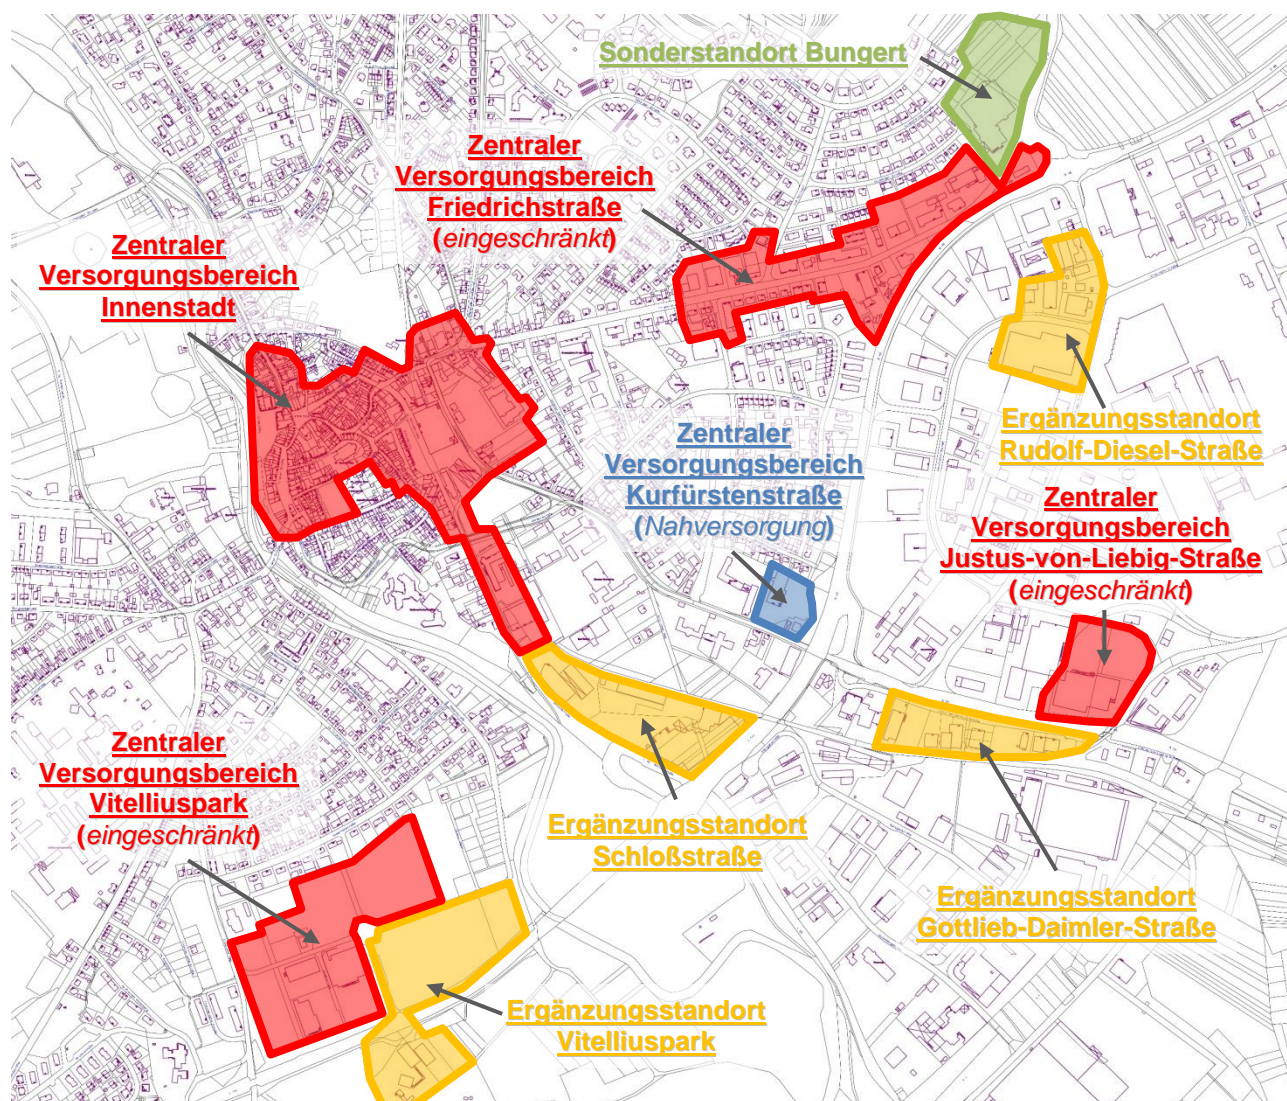 Sonderstandort Bungert
Zentraler
Versorgungsbereich
Friedrichstraße
(eingeschränkt)
Zentraler
Versorgungsbereich
Innenstadt
Ergänzungsstandort
Rudolf-Diesel-Straße
Zentraler
Versorgungsbereich
Kurfürstenstraße
(Nahversorgung)
Zentraler
Versorgungsbereich
Justus-von-Liebig-Straße
(eingeschränkt)
Zentraler
Versorgungsbereich
Vitelliuspark
(eingeschränkt)
Ergänzungsstandort
Schloßstraße
Ergänzungsstandort
Gottlieb-Daimler-Straße
Ergänzungsstandort
Vitelliuspark